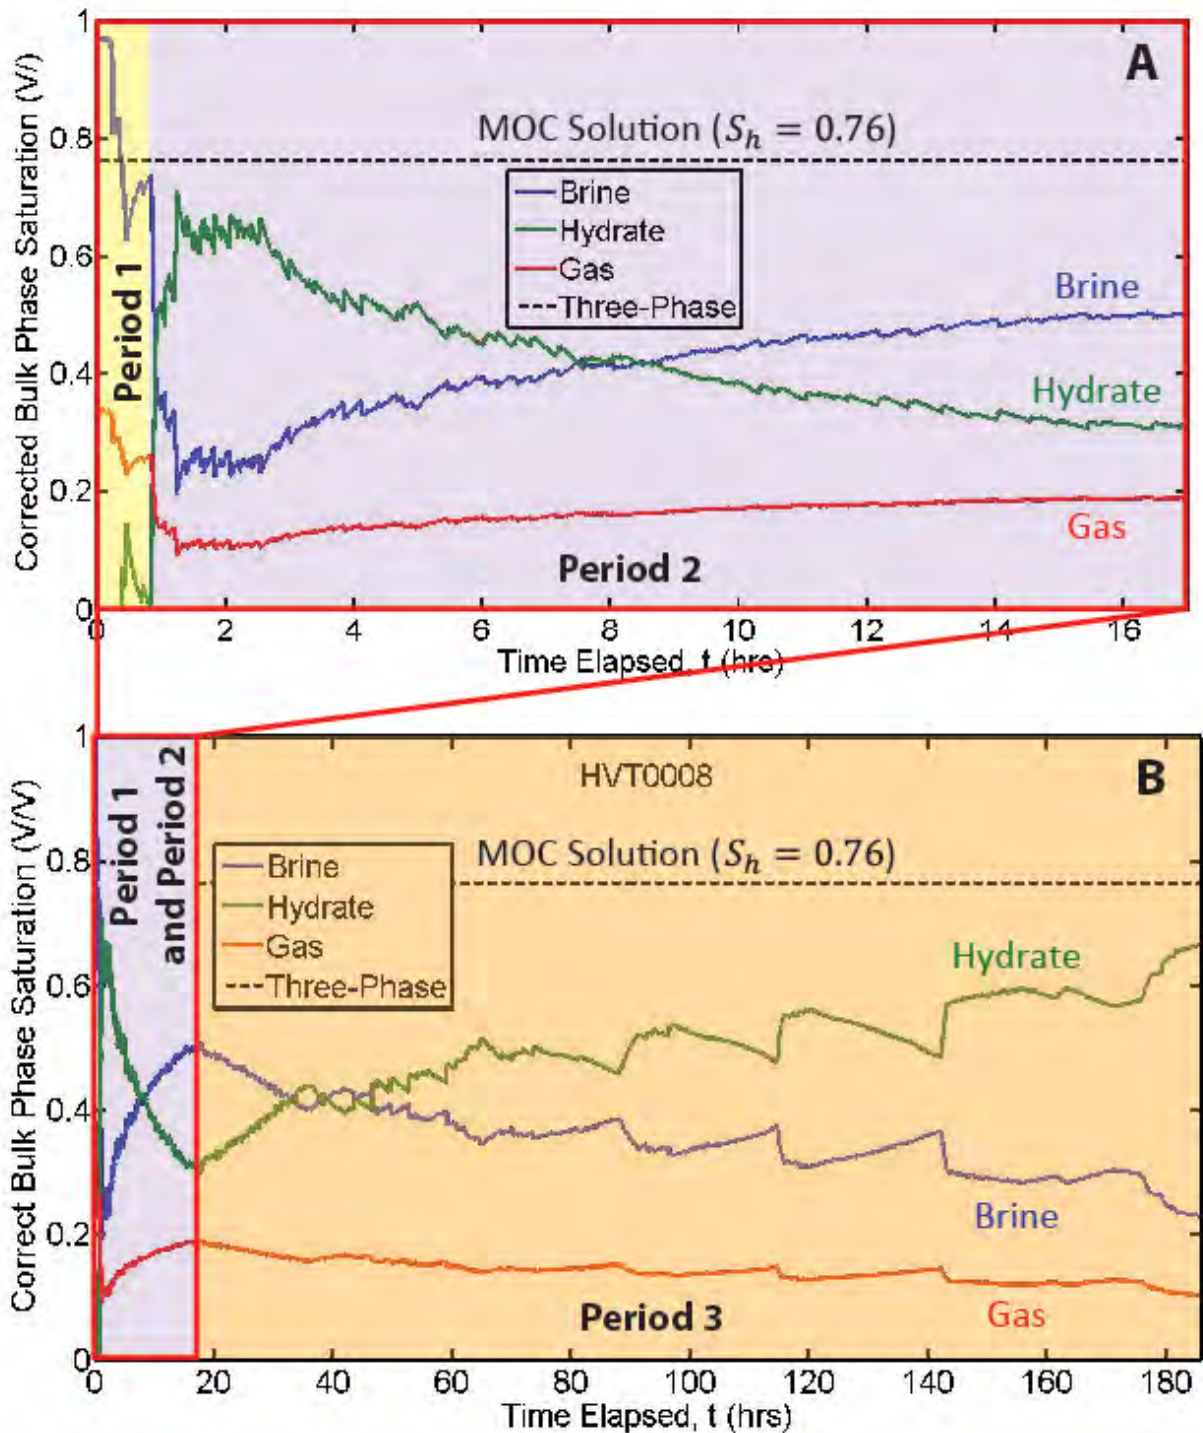 Corrected Bulk Phase Saturation (V/)
1
0.8
0.6
0.4
0.2
0
A
MOC Solution (S_h = 0.76)
Brine
Hydrate
Gas
Three-Phase
Period 1
Brine
Hydrate
Gas
Period 2
0 2 4 6 8 10 12 14 16
Time Elapsed, t (hrs)
Correct Bulk Phase Saturation (V/V)
1
0.8
0.6
0.4
0.2
0
Period 1
and Period 2
HVT0008
B
MOC Solution (S_h = 0.76)
Brine
Hydrate
Gas
Three-Phase
Hydrate
Brine
Gas
Period 3
0 20 40 60 80 100 120 140 160 180
Time Elapsed, t (hrs)